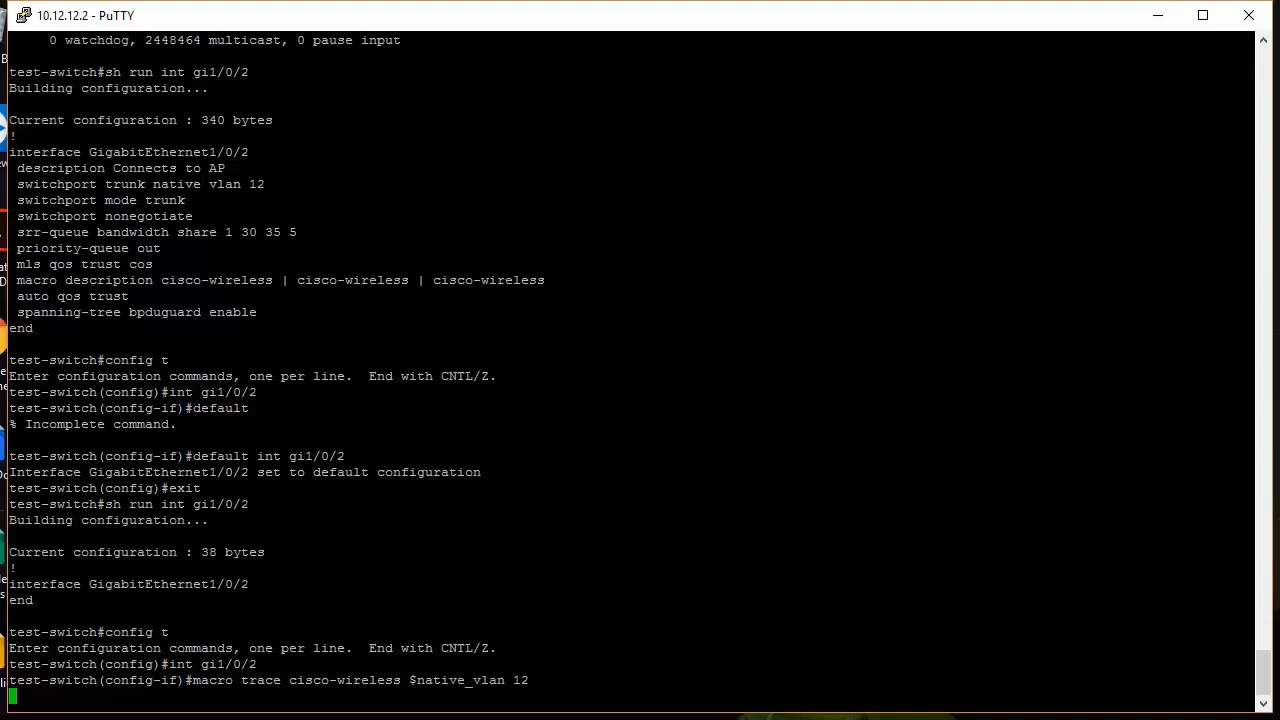 10.12.12.2 - PuTTY
0 watchdog, 2448464 multicast, 0 pause input
test-switch#sh run int gi1/0/2
Building configuration...
Current configuration : 340 bytes
!
interface GigabitEthernet1/0/2
description Connects to AP
switchport trunk native vlan 12
switchport mode trunk
switchport nonegotiate
srr-queue bandwidth share 1 30 35 5
priority-queue out
mls qos trust cos
macro description cisco-wireless | cisco-wireless | cisco-wireless
auto qos trust
spanning-tree bpduguard enable
end
test-switch#config t
Enter configuration commands, one per line.  End with CNTL/Z.
test-switch(config)#int gi1/0/2
test-switch(config-if)#default
% Incomplete command.
test-switch(config-if)#default int gi1/0/2
Interface GigabitEthernet1/0/2 set to default configuration
test-switch(config)#exit
test-switch#sh run int gi1/0/2
Building configuration...
Current configuration : 38 bytes
!
interface GigabitEthernet1/0/2
end
test-switch#config t
Enter configuration commands, one per line.  End with CNTL/Z.
test-switch(config)#int gi1/0/2
test-switch(config-if)#macro trace cisco-wireless $native_vlan 12